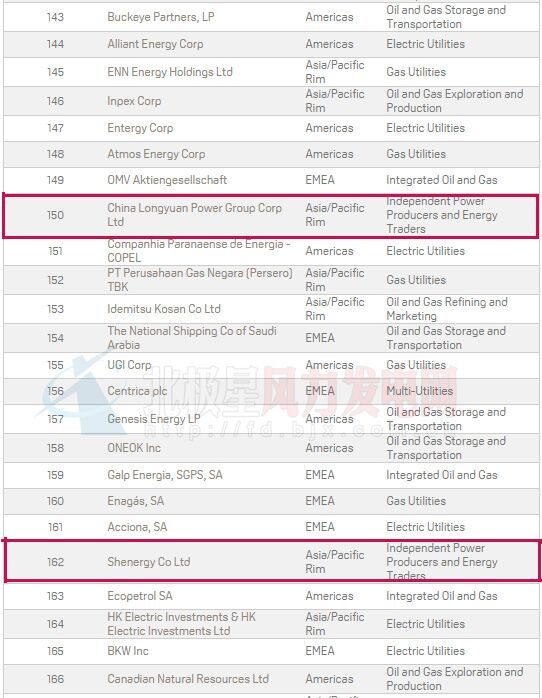 143 Buckeye Partners, LP Americas Oil and Gas Storage and
Transportation
144 Alliant Energy Corp Americas Electric Utilities
145 ENN Energy Holdings Ltd Asia/Pacific
Rim Gas Utilities
146 Inpex Corp Asia/Pacific
Rim Oil and Gas Exploration and
Production
147 Entergy Corp Americas Electric Utilities
148 Atmos Energy Corp Americas Gas Utilities
149 OMV Aktiengesellschaft EMEA Integrated Oil and Gas
150 China Longyuan Power Group Corp
Ltd Asia/Pacific
Rim Independent Power
Producers and Energy
Traders
151 Companhia Paranaense de Energia -
COPEL Americas Electric Utilities
152 PT Perusahaan Gas Negara (Persero)
TBK Asia/Pacific
Rim Gas Utilities
153 Idemitsu Kosan Co Ltd Asia/Pacific
Rim Oil and Gas Refining and
Marketing
154 The National Shipping Co of Saudi
Arabia EMEA Oil and Gas Storage and
Transportation
155 UGI Corp Americas Gas Utilities
156 Centrica plc EMEA Multi-Utilities
北极星风力发电网
157 Genesis Energy LP Americas Oil and Gas Storage and
Transportation
http://fd.bjx.co
158 ONEOK Inc Americas Oil and Gas Storage and
Transportation
159 Galp Energia, SGPS, SA EMEA Integrated Oil and Gas
160 Enagás, SA EMEA Gas Utilities
161 Acciona, SA EMEA Electric Utilities
162 Shenergy Co Ltd Asia/Pacific
Rim Independent Power
Producers and Energy
Traders
163 Ecopetrol SA Americas Integrated Oil and Gas
164 HK Electric Investments & HK
Electric Investments Ltd Asia/Pacific
Rim Electric Utilities
165 BKW Inc EMEA Electric Utilities
166 Canadian Natural Resources Ltd Americas Oil and Gas Exploration and
Production